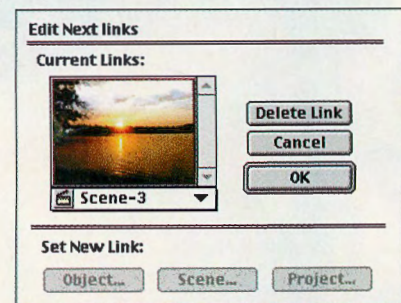 Edit Next links
Current Links:
Delete Link
Cancel
OK
Scene-3
Set New Link:
Object...
Scene...
Project...